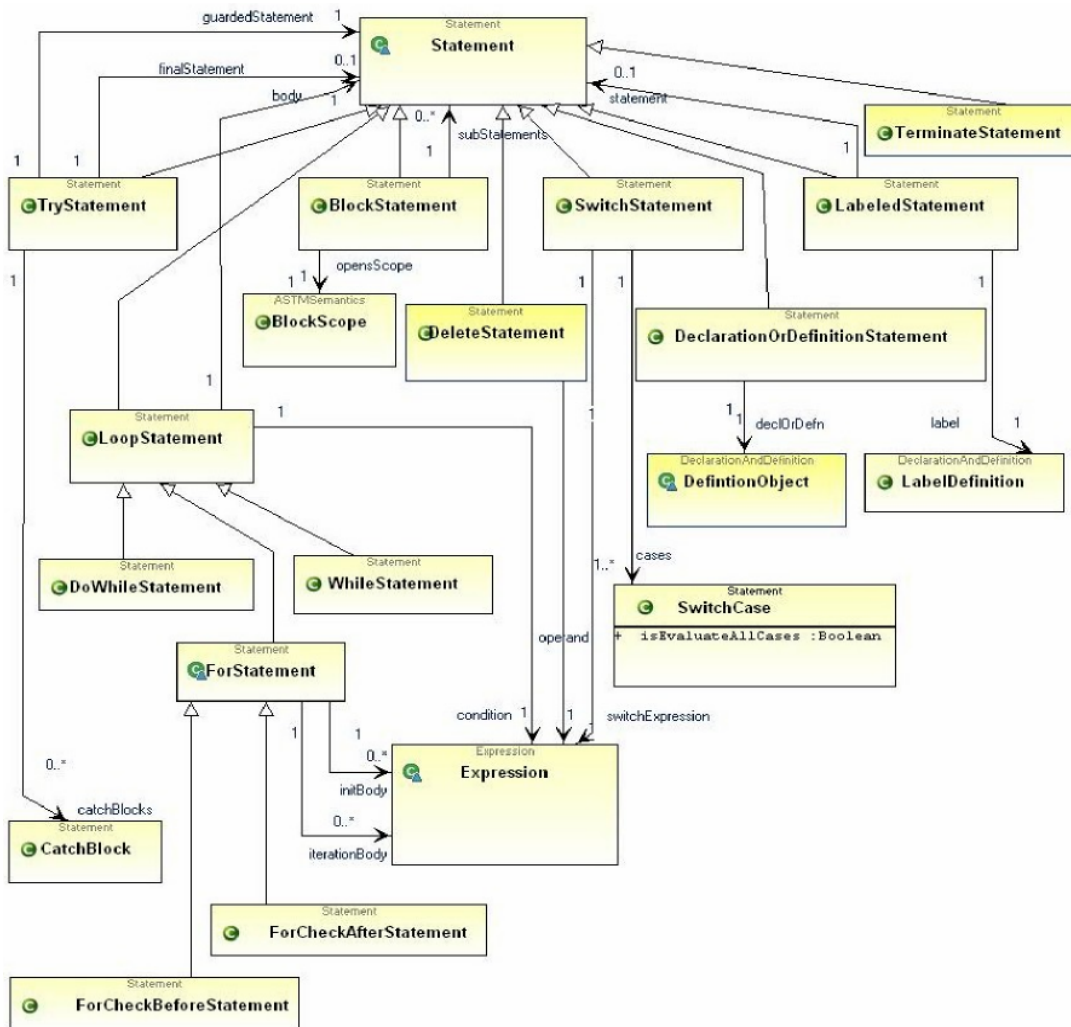 guardedStatement
1
Statement
Statement
finalStatement
0..1
0..1
body
1
statement
0..*
subStatements
Statement
TerminateStatement
1
1
1
1
Statement
TryStatement
Statement
BlockStatement
Statement
SwitchStatement
Statement
LabeledStatement
1
opensScope
1
1
1
1
1
ASTMSemantics
BlockScope
Statement
DeleteStatement
Statement
DeclarationOrDefinitionStatement
1
1
1
1
1
declOrDefn
label
1
Statement
LoopStatement
DeclarationAndDefinition
DefintionObject
DeclarationAndDefinition
LabelDefinition
Statement
DoWhileStatement
Statement
WhileStatement
1..*
cases
Statement
SwitchCase
+ isEvaluateAllCases :Boolean
operand
Statement
ForStatement
condition
1
1
1
switchExpression
1
1
0..*
Expression
Expression
initBody
0..*
iterationBody
0..*
catchBlocks
Statement
CatchBlock
Statement
ForCheckAfterStatement
Statement
ForCheckBeforeStatement